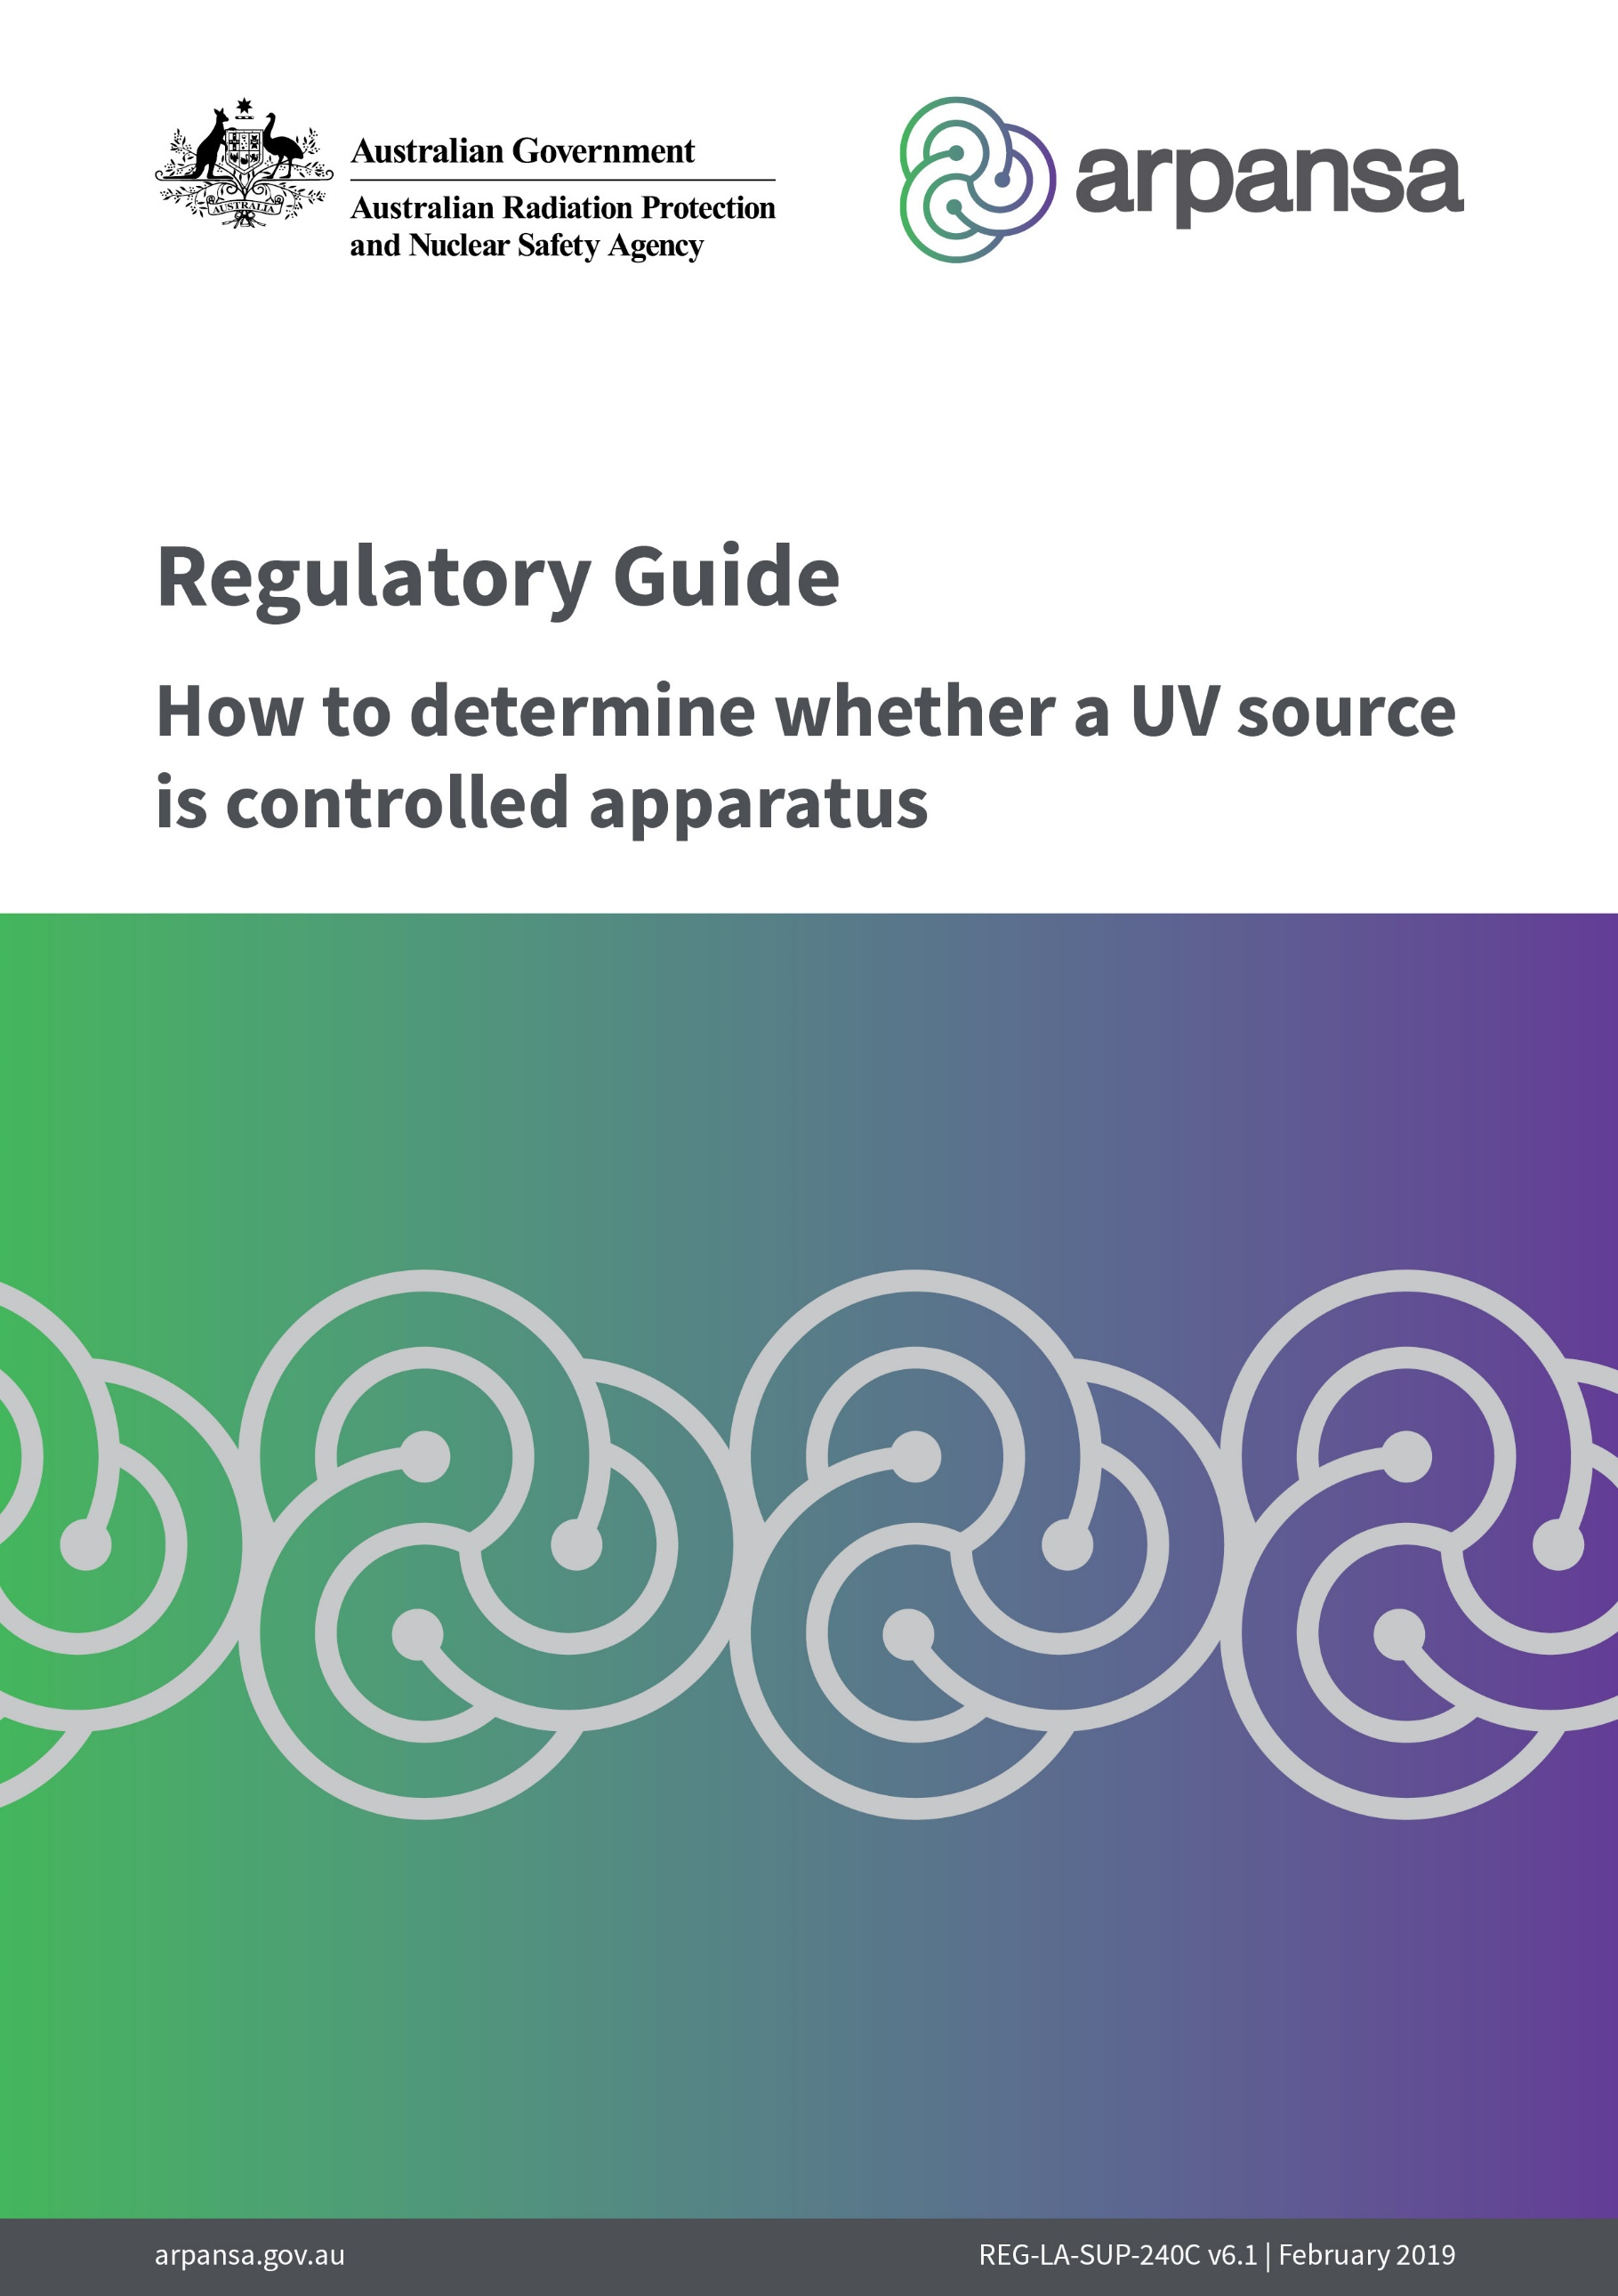 AUSTRALIA
Australian Government
Australian Radiation Protection
and Nuclear Safety Agency
arpansa
Regulatory Guide
How to determine whether a UV source
is controlled apparatus
arpansa.gov.au
REG-LA-SUP-240C v6.1 | February 2019